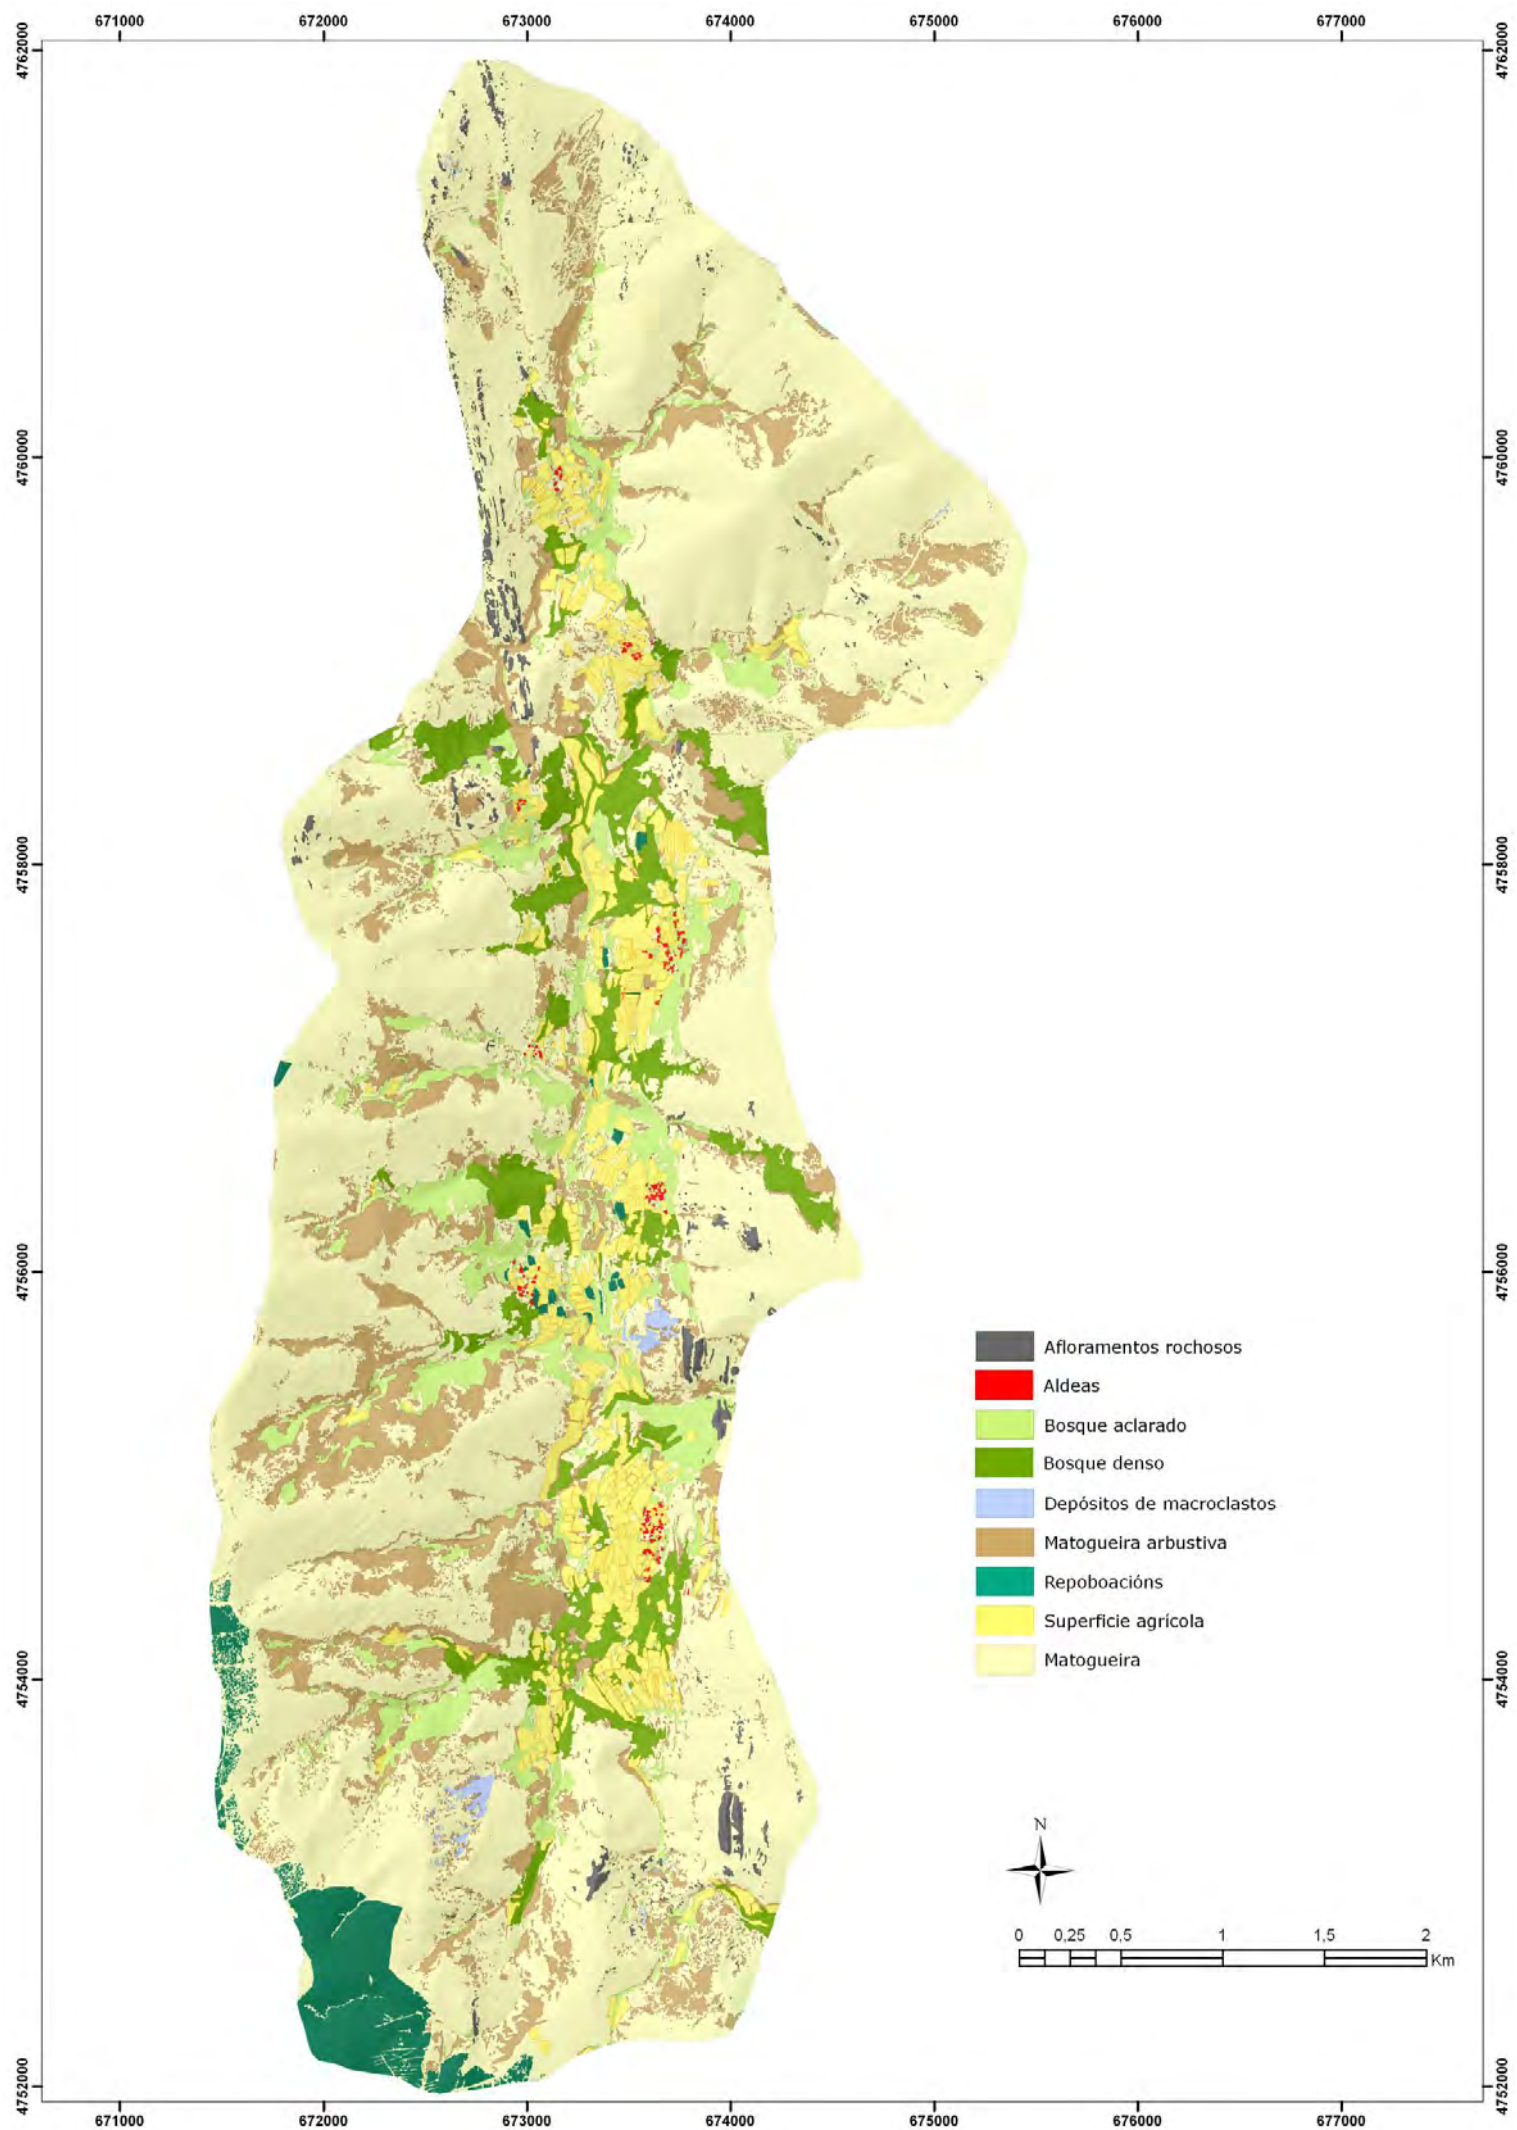 671000 672000 673000 674000 675000 676000 677000
4762000 4762000
4760000 4760000
4758000 4758000
4756000 4756000
Afloramentos rochosos
Aldeas
Bosque aclarado
Bosque denso
Depósitos de macroclastos
Matogueira arbustiva
Repoboacións
Superficie agrícola
Matogueira
4754000 4754000
N
0 0,25 0,5 1 1,5 2
Km
4752000 4752000
671000 672000 673000 674000 675000 676000 677000